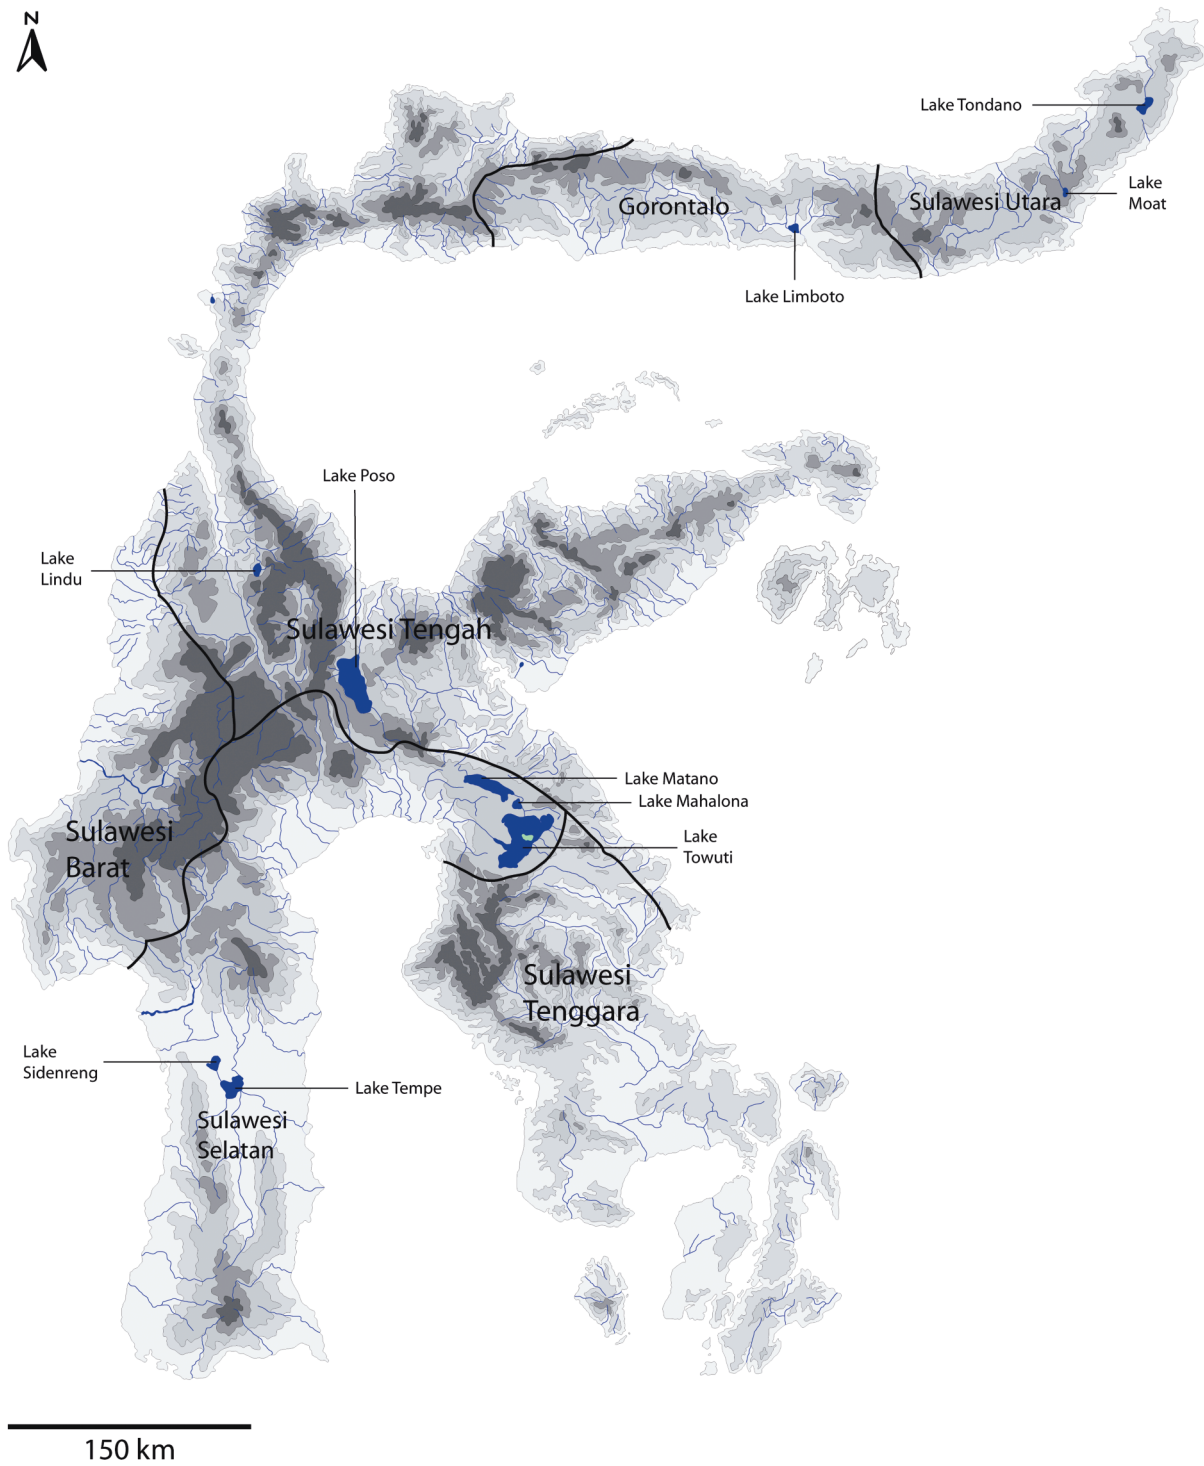 N
Lake Tondano
Lake
Moat
Gorontalo
Sulawesi Utara
Lake Limboto
Lake Poso
Lake
Lindu
Sulawesi Tengah
Lake Matano
Lake Mahalona
Sulawesi
Barat
Lake
Towuti
Sulawesi
Tenggara
Lake
Sidenreng
Lake Tempe
Sulawesi
Selatan
150 km